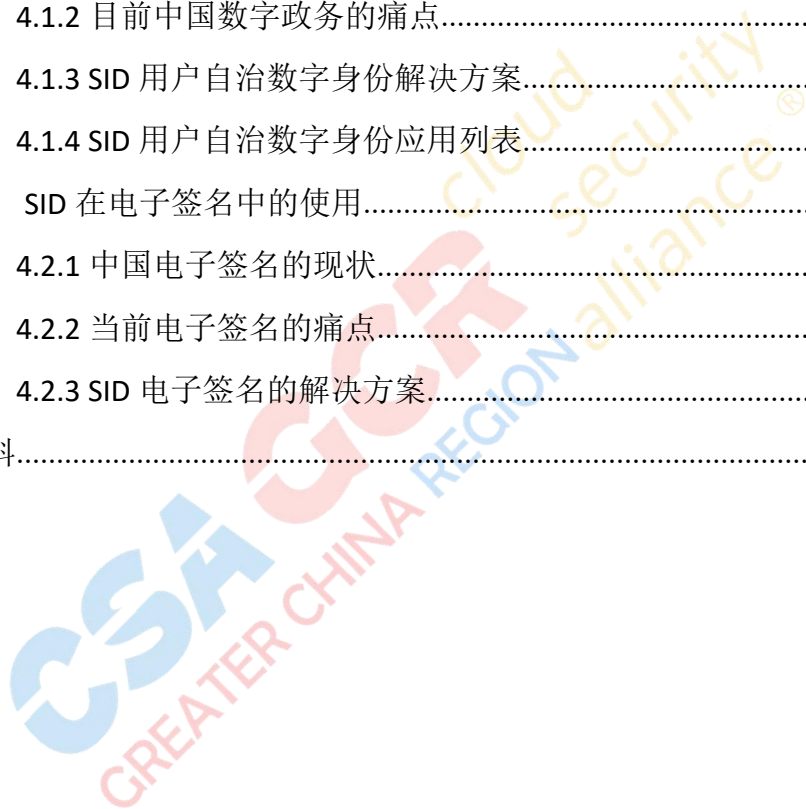 4.1.2 目前中国数字政务的痛点........................................
4.1.3 SID 用户自治数字身份解决方案........................................
4.1.4 SID 用户自治数字身份应用列表........................................
SID 在电子签名中的使用........................................
4.2.1 中国电子签名的现状........................................
4.2.2 当前电子签名的痛点........................................
4.2.3 SID 电子签名的解决方案........................................
料........................................
CSA GCR
GREATER CHINA REGION
cloud
security
alliance ®